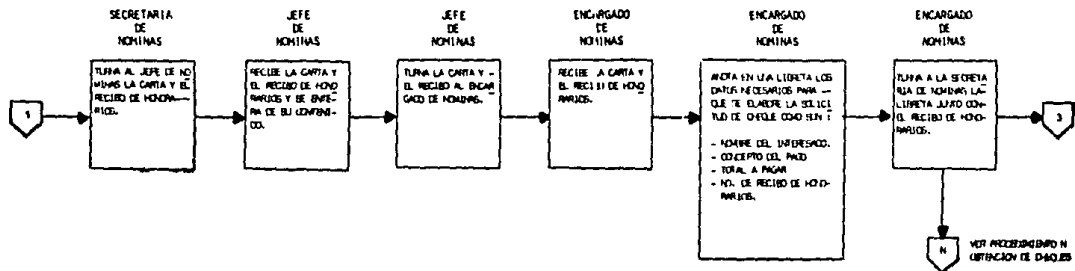 SECRETARIA
DE
NOMINAS
TURNA AL JEFE DE NO
MINAS LA CARTA Y EL
RECIBO DE HONORA—
RIOS.
JEFE
DE
NOMINAS
RECIBE LA CARTA Y
EL RECIBO DE HONO
RARIOS Y SE ENTE-
RA DE SU CONTENI-
DO.
JEFE
DE
NOMINAS
TURNA LA CARTA Y -
EL RECIBO AL ENCAR
GADO DE NOMINAS.
ENCARGADO
DE
NOMINAS
RECIBE LA CARTA Y
EL RECIBO DE HONO
RARIOS.
ENCARGADO
DE
NOMINAS
ANOTA EN UNA LIBRETA LOS
DATOS NECESARIOS PARA —
QUE SE ELABORE LA SOLICI
TUD DE CHEQUE COMO SON :
- NOMBRE DEL INTERESADO.
- CONCEPTO DEL PAGO
- TOTAL A PAGAR
- NO. DE RECIBO DE HONO-
RARIOS.
ENCARGADO
DE
NOMINAS
TURNA A LA SECRETA
RIA DE NOMINAS LA-
LIBRETA JUNTO CON-
EL RECIBO DE HONO-
RARIOS.
1
3
N
VER PROCEDIMIENTO N
OBTENCION DE CHEQUES